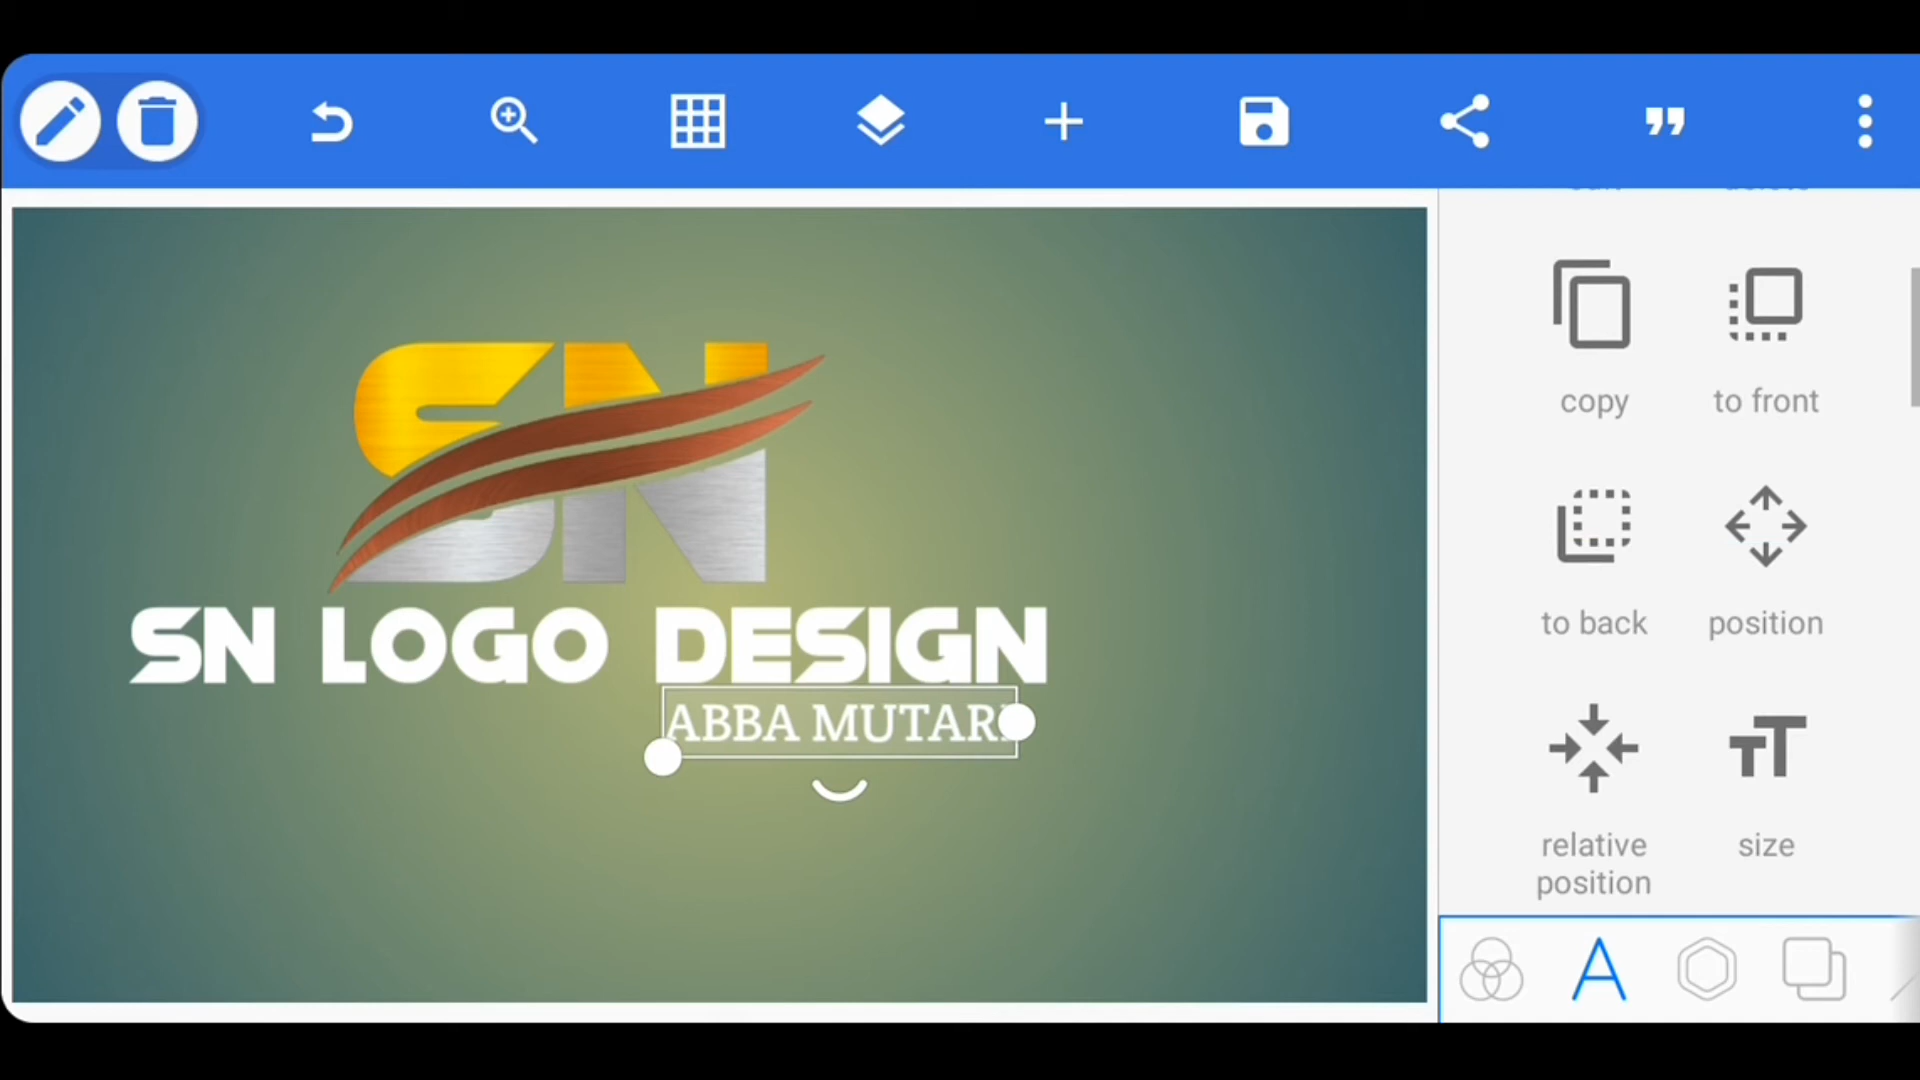 copy
to front
SN
to back
position
SN LOGO DESIGN
ABBA MUTARI
relative
position
size